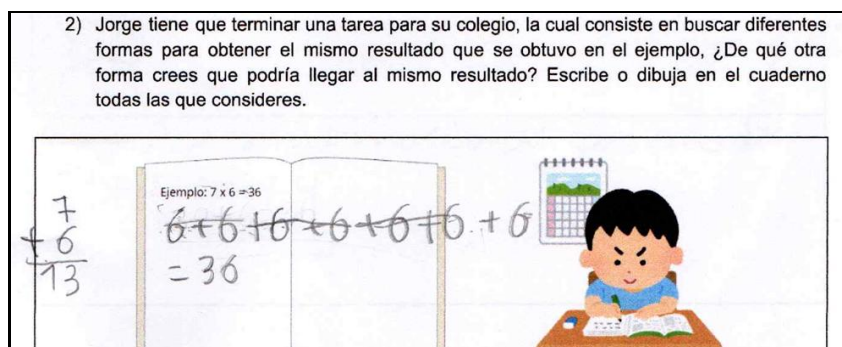 2) Jorge tiene que terminar una tarea para su colegio, la cual consiste en buscar diferentes
formas para obtener el mismo resultado que se obtuvo en el ejemplo, ¿De qué otra
forma crees que podría llegar al mismo resultado? Escribe o dibuja en el cuaderno
todas las que consideres.
Ejemplo: 7 x 6 =36
6+6+6+6+6+6+6
= 36
7
+ 6
13